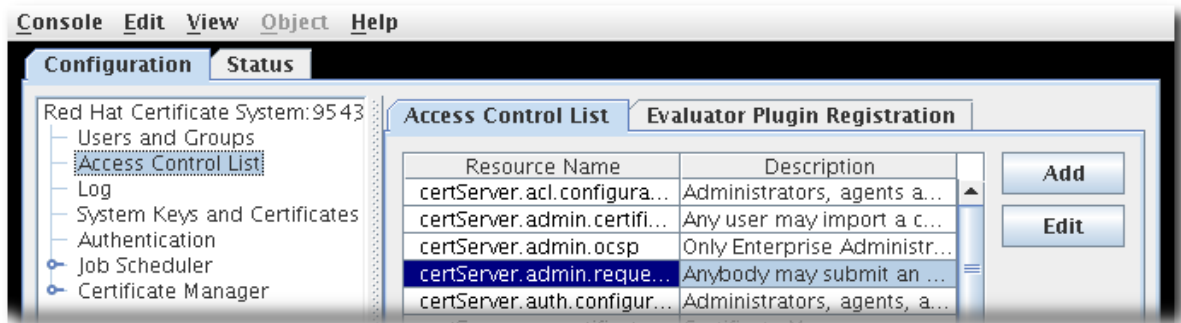 Console Edit View Object Help
Configuration Status
Red Hat Certificate System:9543
Users and Groups
Access Control List
Log
System Keys and Certificates
Authentication
Job Scheduler
Certificate Manager
Access Control List Evaluator Plugin Registration
Resource Name Description
certServer.acl.configura... Administrators, agents a...
certServer.admin.certifi... Any user may import a c...
certServer.admin.ocsp Only Enterprise Administr...
certServer.admin.reque... Anybody may submit an ...
certServer.auth.configur... Administrators, agents, a...
Add
Edit